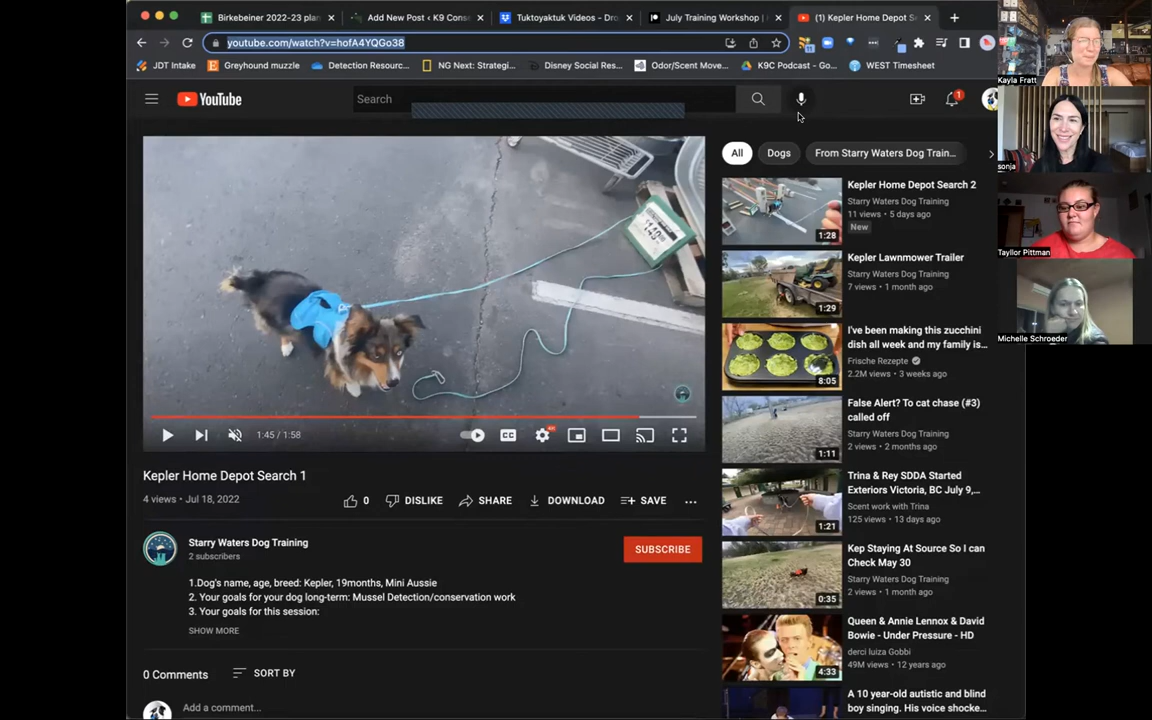 Birkebeiner 2022-23 plan
Add New Post ‹ K9 Conse
Tuktoyaktuk Videos - Dro
July Training Workshop |
(1) Kepler Home Depot Se
youtube.com/watch?v=hofA4YQGo38
JDT Intake
Greyhound muzzle
Detection Resourc...
NG Next: Strategi...
Disney Social Res...
Odor/Scent Move...
K9C Podcast - Go...
WEST Timesheet
YouTube
Search
1
Kayla Fratt
sonja
Tayllor Pittman
Michelle Schroeder
1:45 / 1:58
CC
Kepler Home Depot Search 1
4 views • Jul 18, 2022
0
DISLIKE
SHARE
DOWNLOAD
SAVE
Starry Waters Dog Training
2 subscribers
SUBSCRIBE
1.Dog's name, age, breed: Kepler, 19months, Mini Aussie
2. Your goals for your dog long-term: Mussel Detection/conservation work
3. Your goals for this session:
SHOW MORE
0 Comments
SORT BY
Add a comment...
All
Dogs
From Starry Waters Dog Train...
Kepler Home Depot Search 2
Starry Waters Dog Training
11 views • 5 days ago
New
1:28
Kepler Lawnmower Trailer
Starry Waters Dog Training
7 views • 1 month ago
1:29
I've been making this zucchini
dish all week and my family is...
Frische Rezepte
2.2M views • 3 weeks ago
8:05
False Alert? To cat chase (#3)
called off
Starry Waters Dog Training
2 views • 2 months ago
1:11
Trina & Rey SDDA Started
Exteriors Victoria, BC July 9,...
Scent work with Trina
125 views • 13 days ago
1:21
Kep Staying At Source So I can
Check May 30
Starry Waters Dog Training
2 views • 1 month ago
0:35
Queen & Annie Lennox & David
Bowie - Under Pressure - HD
derci luiza Gobbi
49M views • 12 years ago
4:33
A 10 year-old autistic and blind
boy singing. His voice shocke...